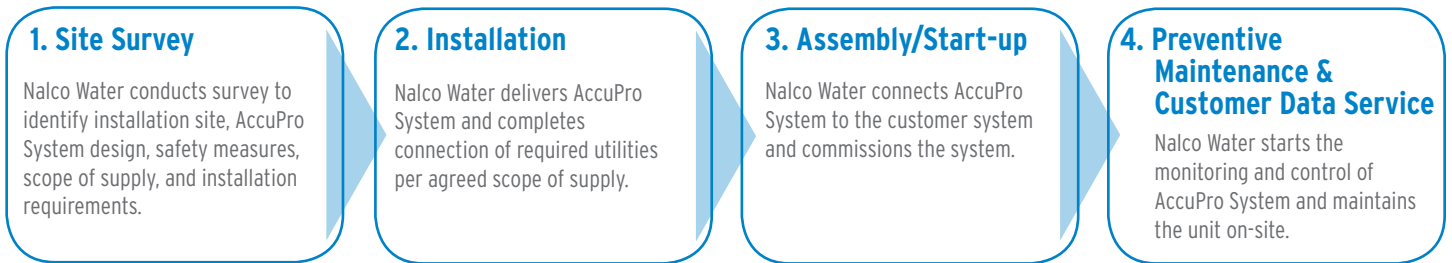 1. Site Survey
Nalco Water conducts survey to
identify installation site, AccuPro
System design, safety measures,
scope of supply, and installation
requirements.
2. Installation
Nalco Water delivers AccuPro
System and completes
connection of required utilities
per agreed scope of supply.
3. Assembly/Start-up
Nalco Water connects AccuPro
System to the customer system
and commissions the system.
4. Preventive
Maintenance &
Customer Data Service
Nalco Water starts the
monitoring and control of
AccuPro System and maintains
the unit on-site.